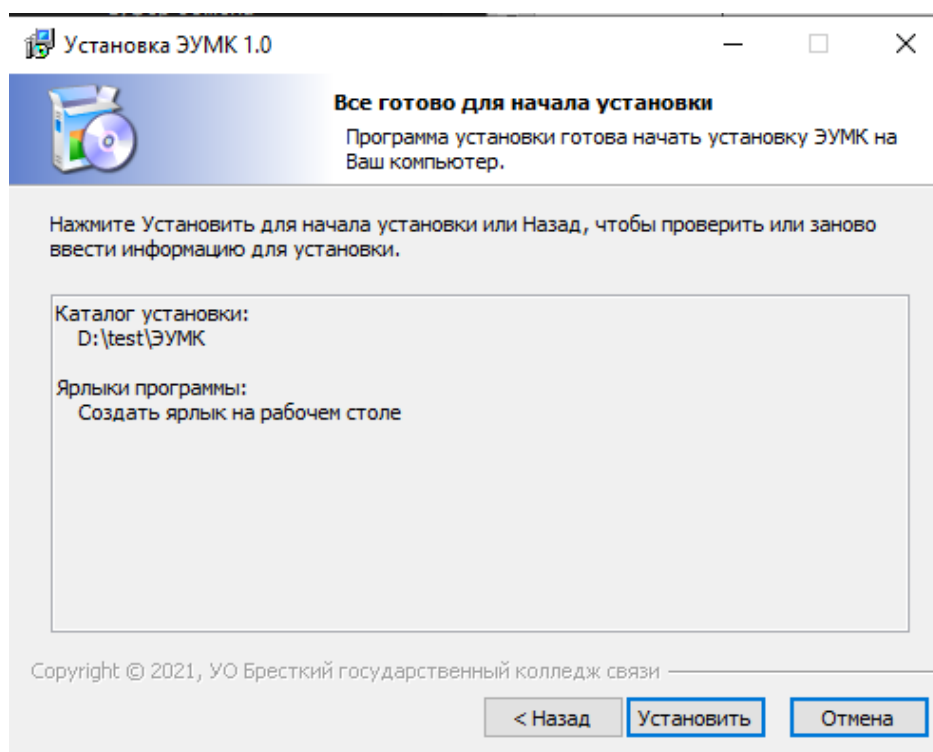 Установка ЭУМК 1.0
Все готово для начала установки
Программа установки готова начать установку ЭУМК на
Ваш компьютер.
Нажмите Установить для начала установки или Назад, чтобы проверить или заново
ввести информацию для установки.
Каталог установки:
D:\test\ЭУМК
Ярлыки программы:
Создать ярлык на рабочем столе
Copyright © 2021, УО Бресткий государственный колледж связи
< Назад
Установить
Отмена